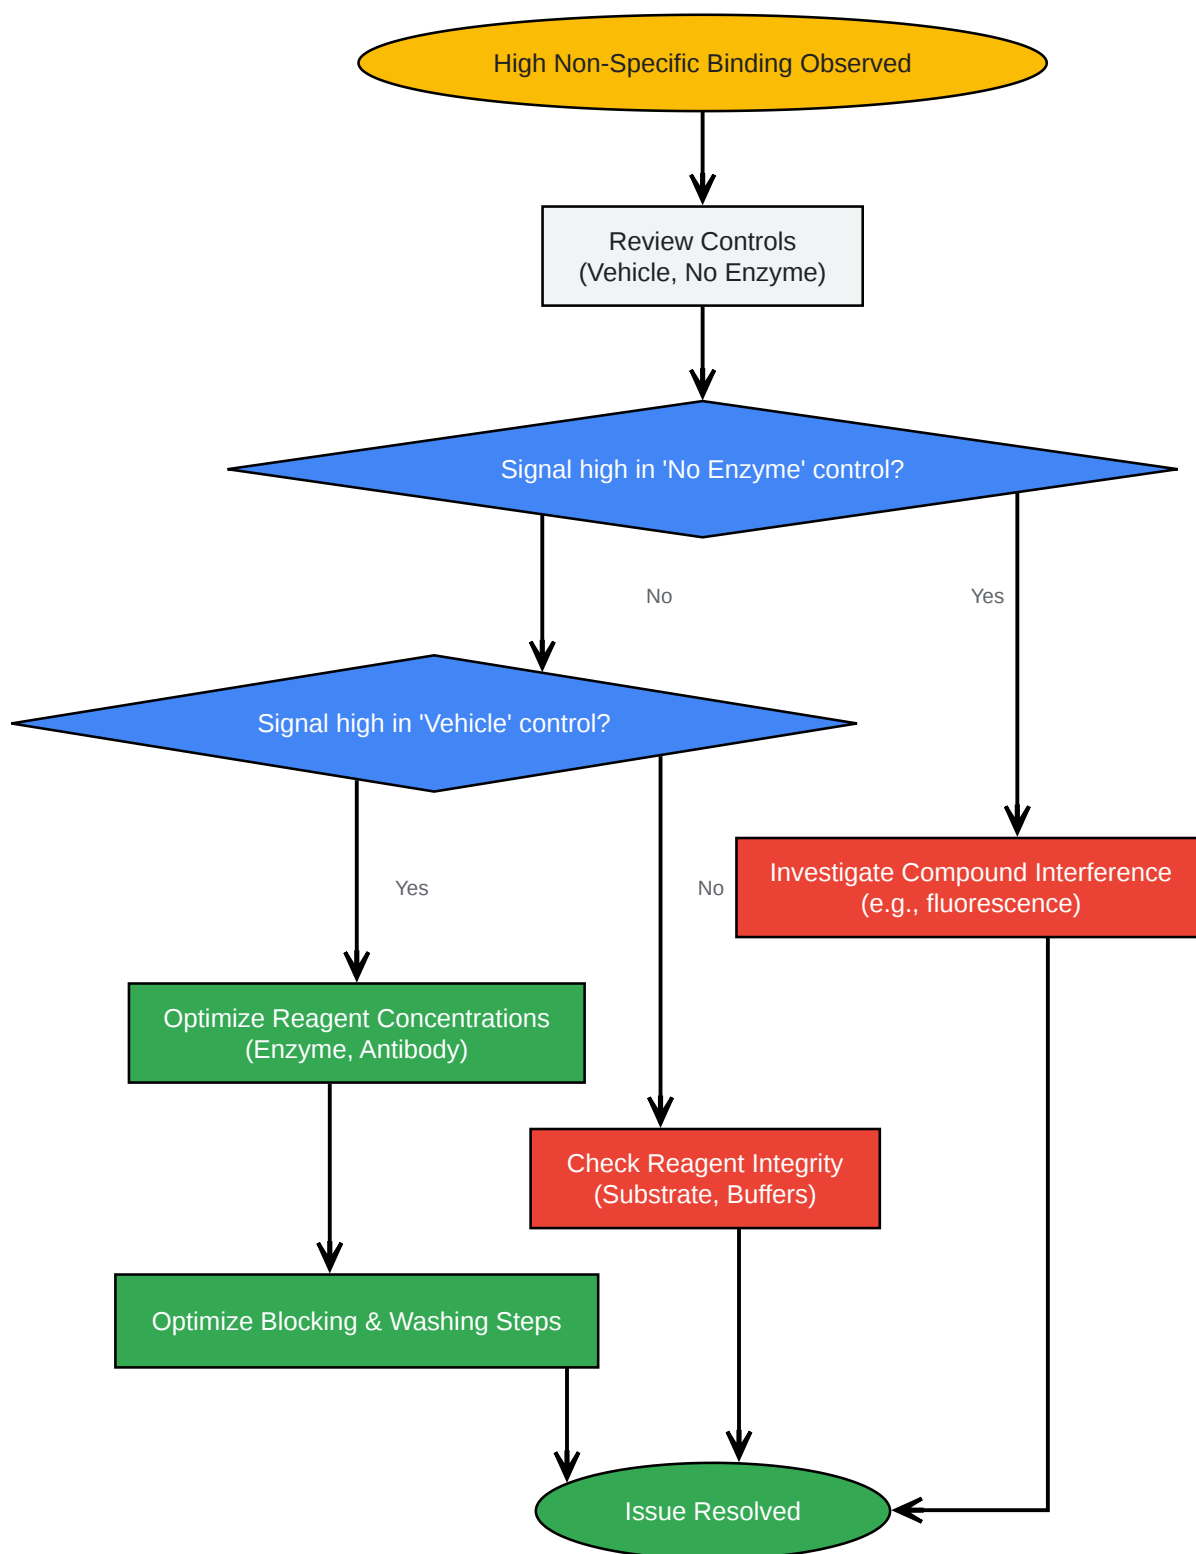 High Non-Specific Binding Observed
Review Controls
(Vehicle, No Enzyme)
Signal high in 'No Enzyme' control?
No
Yes
Signal high in 'Vehicle' control?
Yes
No
Investigate Compound Interference
(e.g., fluorescence)
Optimize Reagent Concentrations
(Enzyme, Antibody)
Check Reagent Integrity
(Substrate, Buffers)
Optimize Blocking & Washing Steps
Issue Resolved